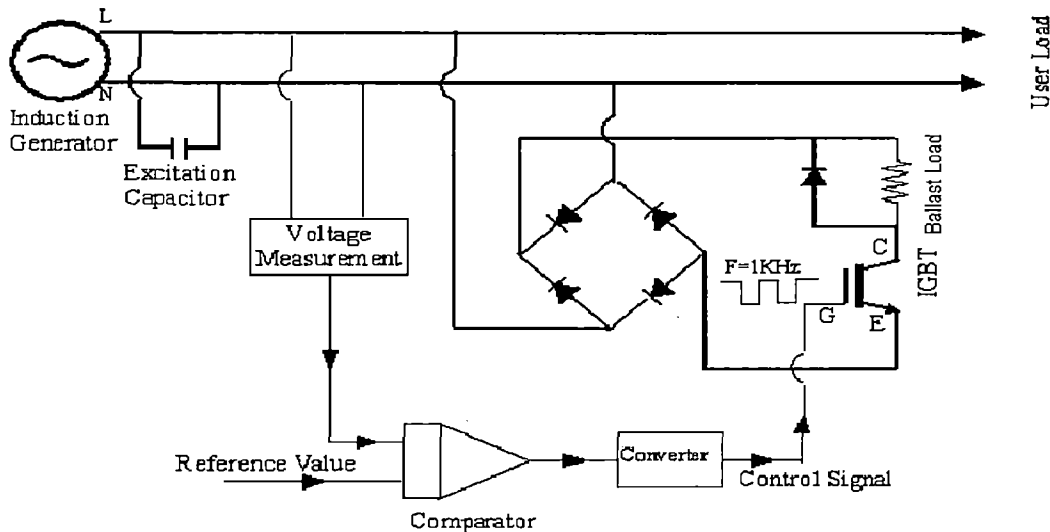 L
N
Induction
Generator
Excitation
Capacitor
Voltage
Measurement
User Load
Ballast Load
F=1KHz
C
IGBT
G
E
Reference Value
Converter
Control Signal
Comparator